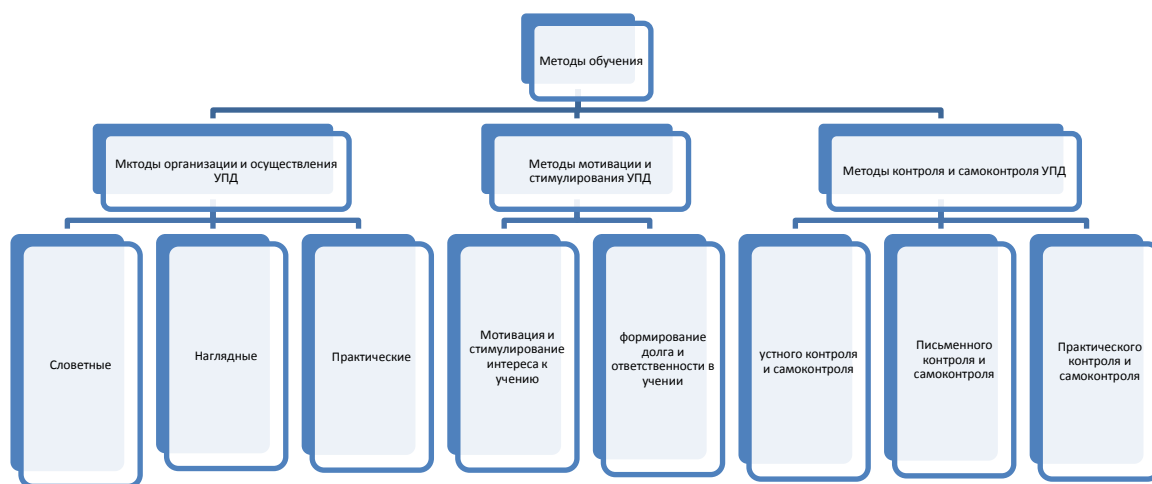 Методы обучения
Мктоды организации и осуществления
УПД
Методы мотивации и
стимулирования УПД
Методы контроля и самоконтроля УПД
Словетные
Наглядные
Практические
Мотивация и
стимулирование
интереса к
учению
формирование
долга и
ответственности в
учении
устного контроля
и самоконтроля
Письменного
контроля и
самоконтроля
Практического
контроля и
самоконтроля